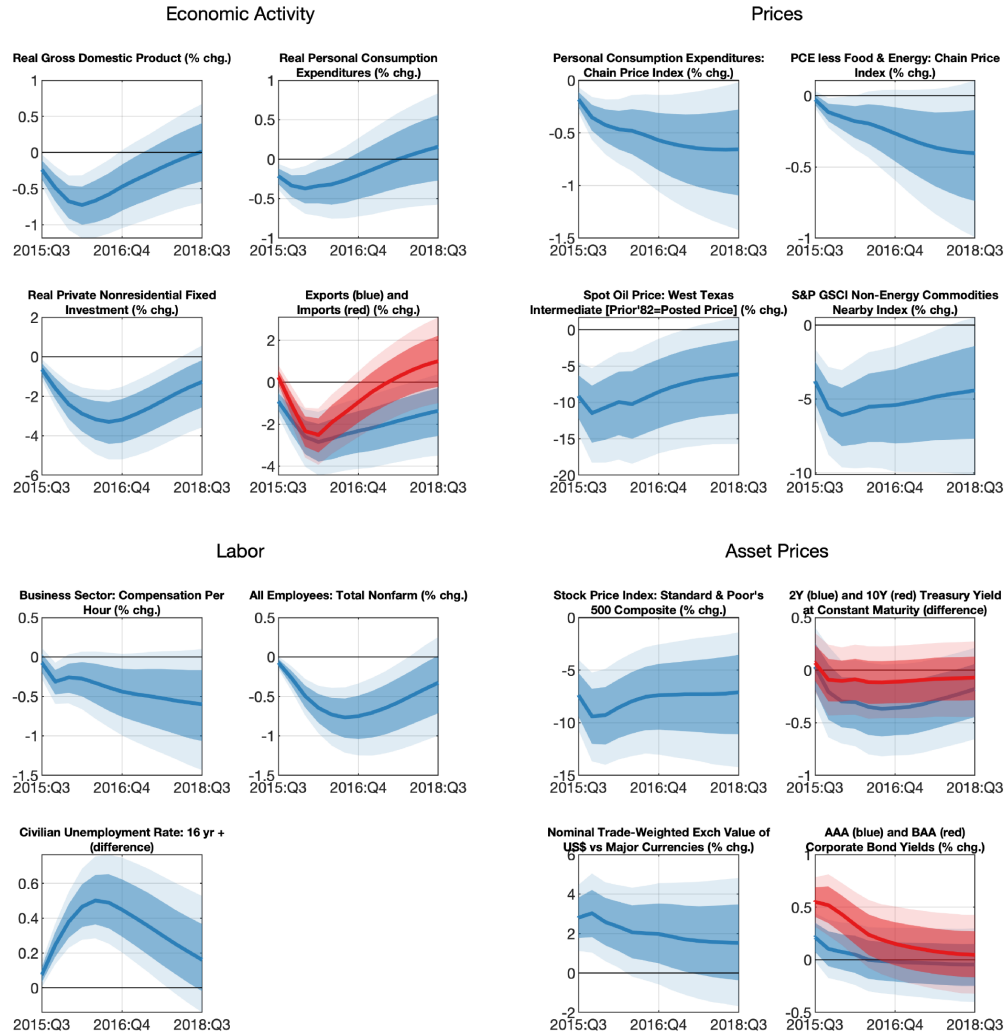 Economic Activity
Real Gross Domestic Product (% chg.)
1
0.5
0
-0.5
-1
2015:Q3
2016:Q4
2018:Q3
Real Personal Consumption
Expenditures (% chg.)
1
0.5
0
-0.5
-1
2015:Q3
2016:Q4
2018:Q3
Real Private Nonresidential Fixed
Investment (% chg.)
2
0
-2
-4
-6
2015:Q3
2016:Q4
2018:Q3
Exports (blue) and
Imports (red) (% chg.)
2
0
-2
-4
2015:Q3
2016:Q4
2018:Q3
Prices
Personal Consumption Expenditures:
Chain Price Index (% chg.)
0
-0.5
-1
-1.5
2015:Q3
2016:Q4
2018:Q3
PCE less Food & Energy: Chain Price
Index (% chg.)
0
-0.5
-1
2015:Q3
2016:Q4
2018:Q3
Spot Oil Price: West Texas
Intermediate [Prior'82=Posted Price] (% chg.)
0
-5
-10
-15
-20
2015:Q3
2016:Q4
2018:Q3
S&P GSCI Non-Energy Commodities
Nearby Index (% chg.)
0
-5
-10
2015:Q3
2016:Q4
2018:Q3
Labor
Business Sector: Compensation Per
Hour (% chg.)
0.5
0
-0.5
-1
-1.5
2015:Q3
2016:Q4
2018:Q3
All Employees: Total Nonfarm (% chg.)
0.5
0
-0.5
-1
-1.5
2015:Q3
2016:Q4
2018:Q3
Civilian Unemployment Rate: 16 yr +
(difference)
0.6
0.4
0.2
0
2015:Q3
2016:Q4
2018:Q3
Asset Prices
Stock Price Index: Standard & Poor's
500 Composite (% chg.)
0
-5
-10
-15
2015:Q3
2016:Q4
2018:Q3
2Y (blue) and 10Y (red) Treasury Yield
at Constant Maturity (difference)
0.5
0
-0.5
-1
2015:Q3
2016:Q4
2018:Q3
Nominal Trade-Weighted Exch Value of
US$ vs Major Currencies (% chg.)
6
4
2
0
-2
2015:Q3
2016:Q4
2018:Q3
AAA (blue) and BAA (red)
Corporate Bond Yields (% chg.)
1
0.5
0
-0.5
2015:Q3
2016:Q4
2018:Q3